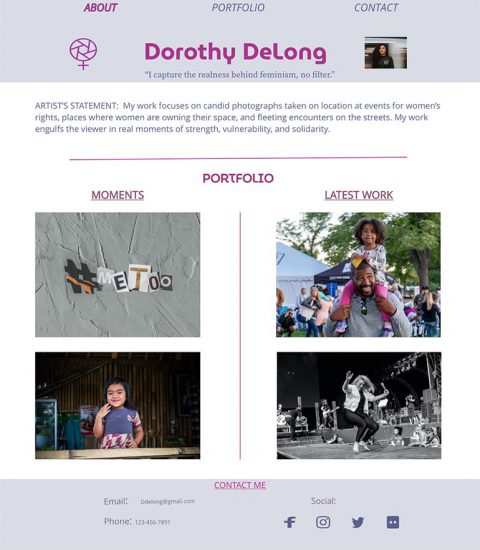 ABOUT PORTFOLIO CONTACT
Dorothy DeLong
“I capture the realness behind feminism, no filter.”
ARTIST'S STATEMENT: My work focuses on candid photographs taken on location at events for women's
rights, places where women are owning their space, and fleeting encounters on the streets. My work
engulfs the viewer in real moments of strength, vulnerability, and solidarity.
PORTFOLIO
MOMENTS
LATEST WORK
#METOO
CONTACT ME
Email: Ddelong@gmail.com
Social:
Phone: 123-456-7891